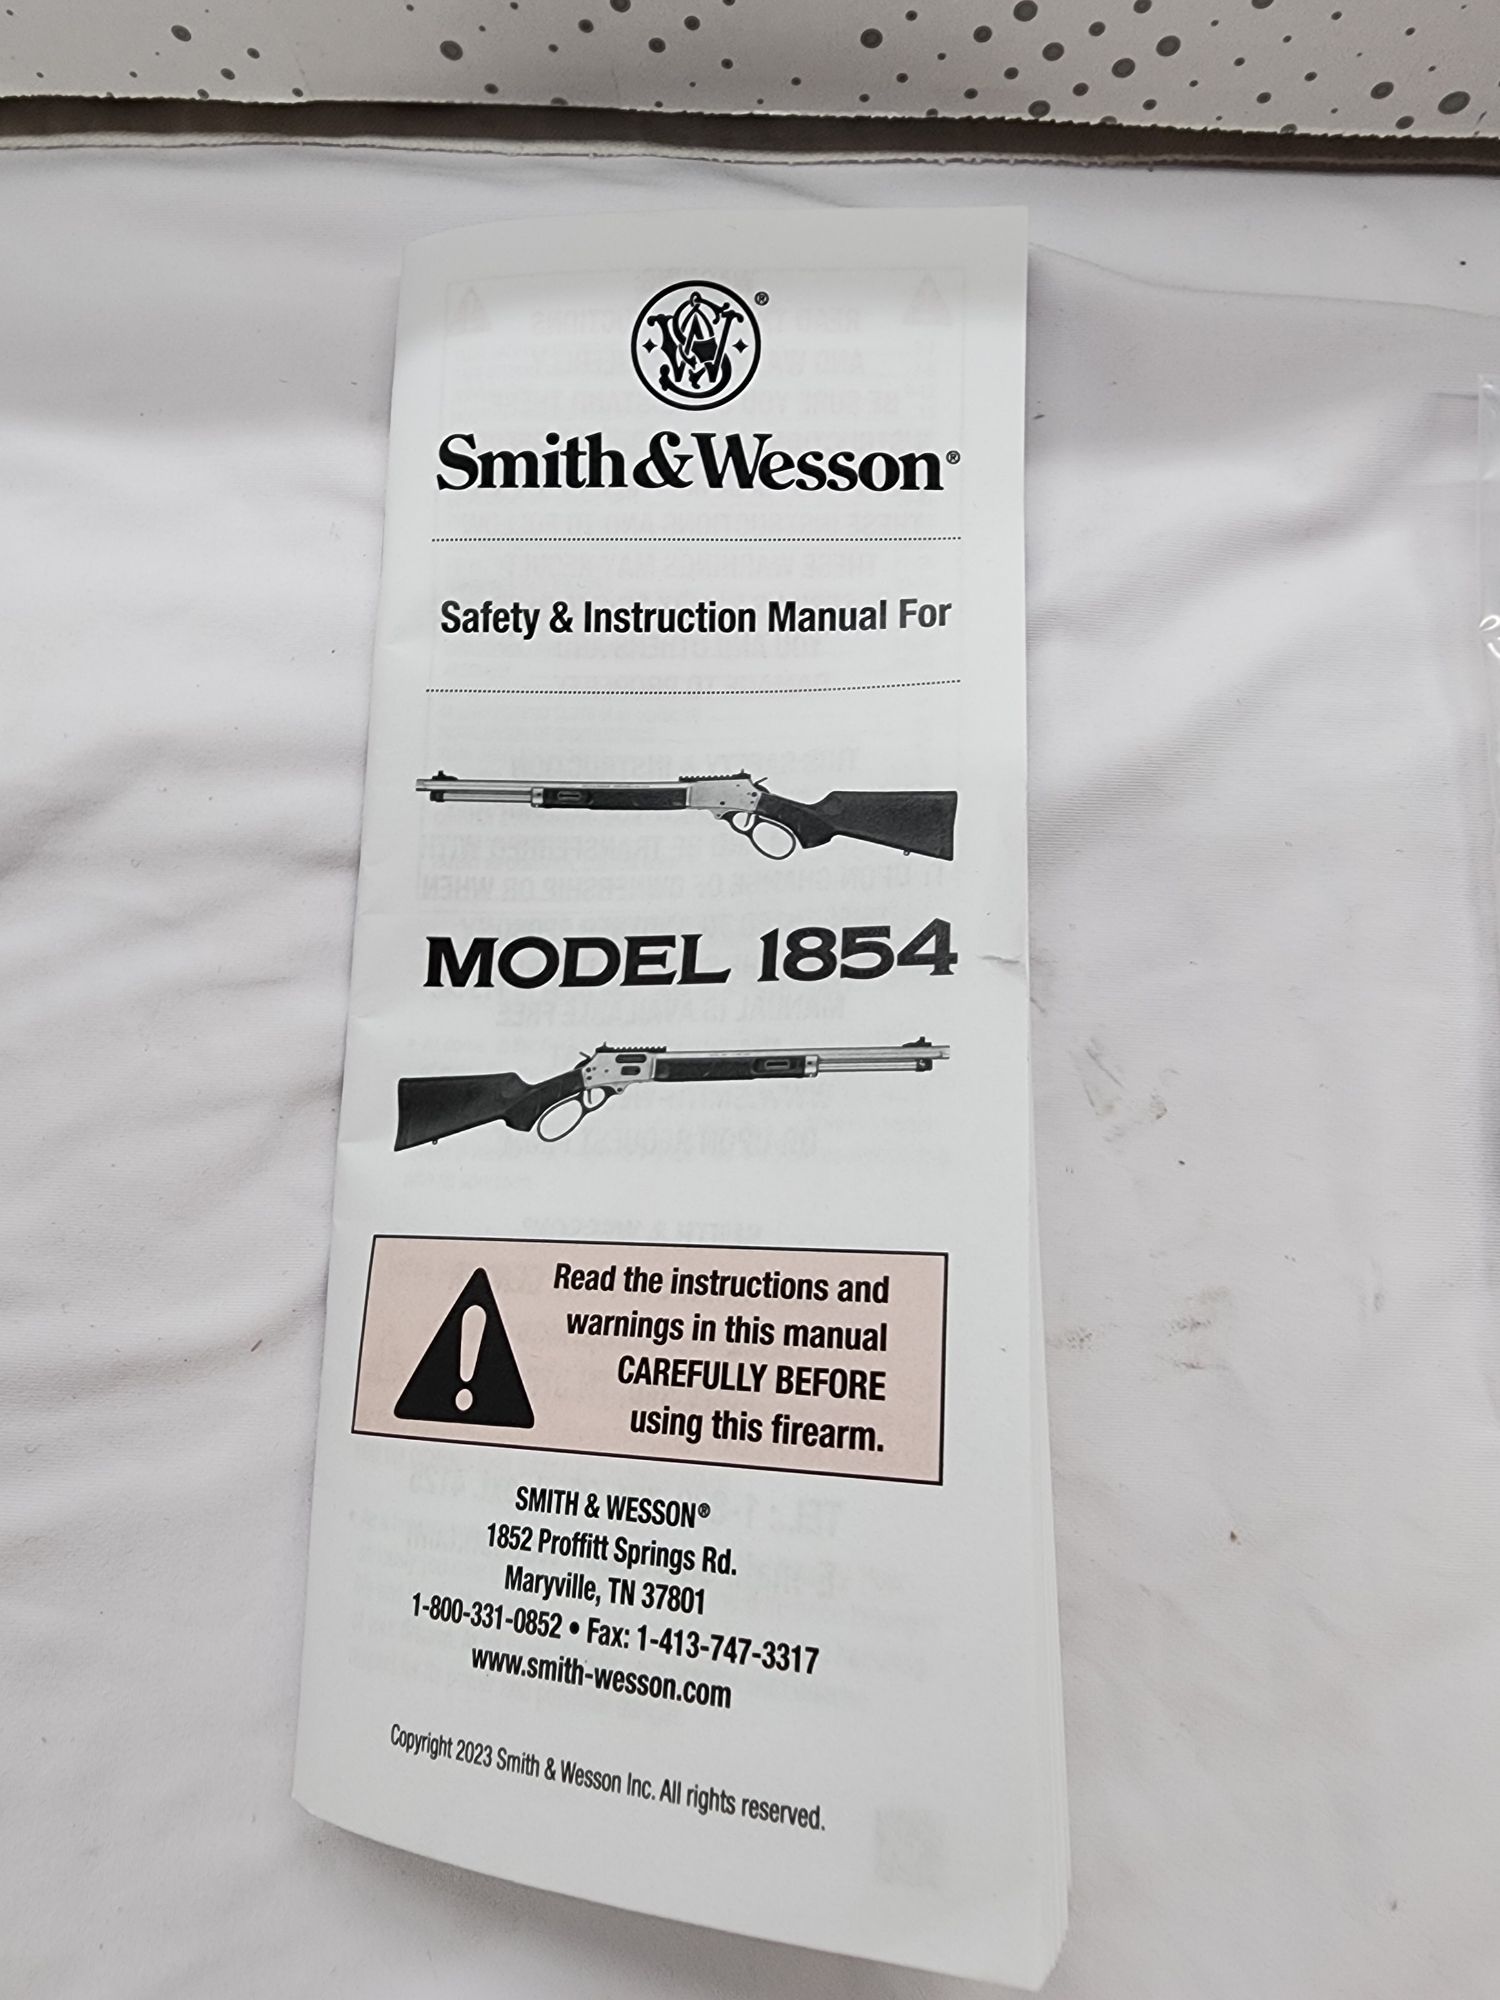 ®
Smith & Wesson®
Safety & Instruction Manual For
MODEL 1854
Read the instructions and
warnings in this manual
CAREFULLY BEFORE
using this firearm.
SMITH & WESSON®
1852 Proffitt Springs Rd.
Maryville, TN 37801
1-800-331-0852 • Fax: 1-413-747-3317
www.smith-wesson.com
Copyright 2023 Smith & Wesson Inc. All rights reserved.